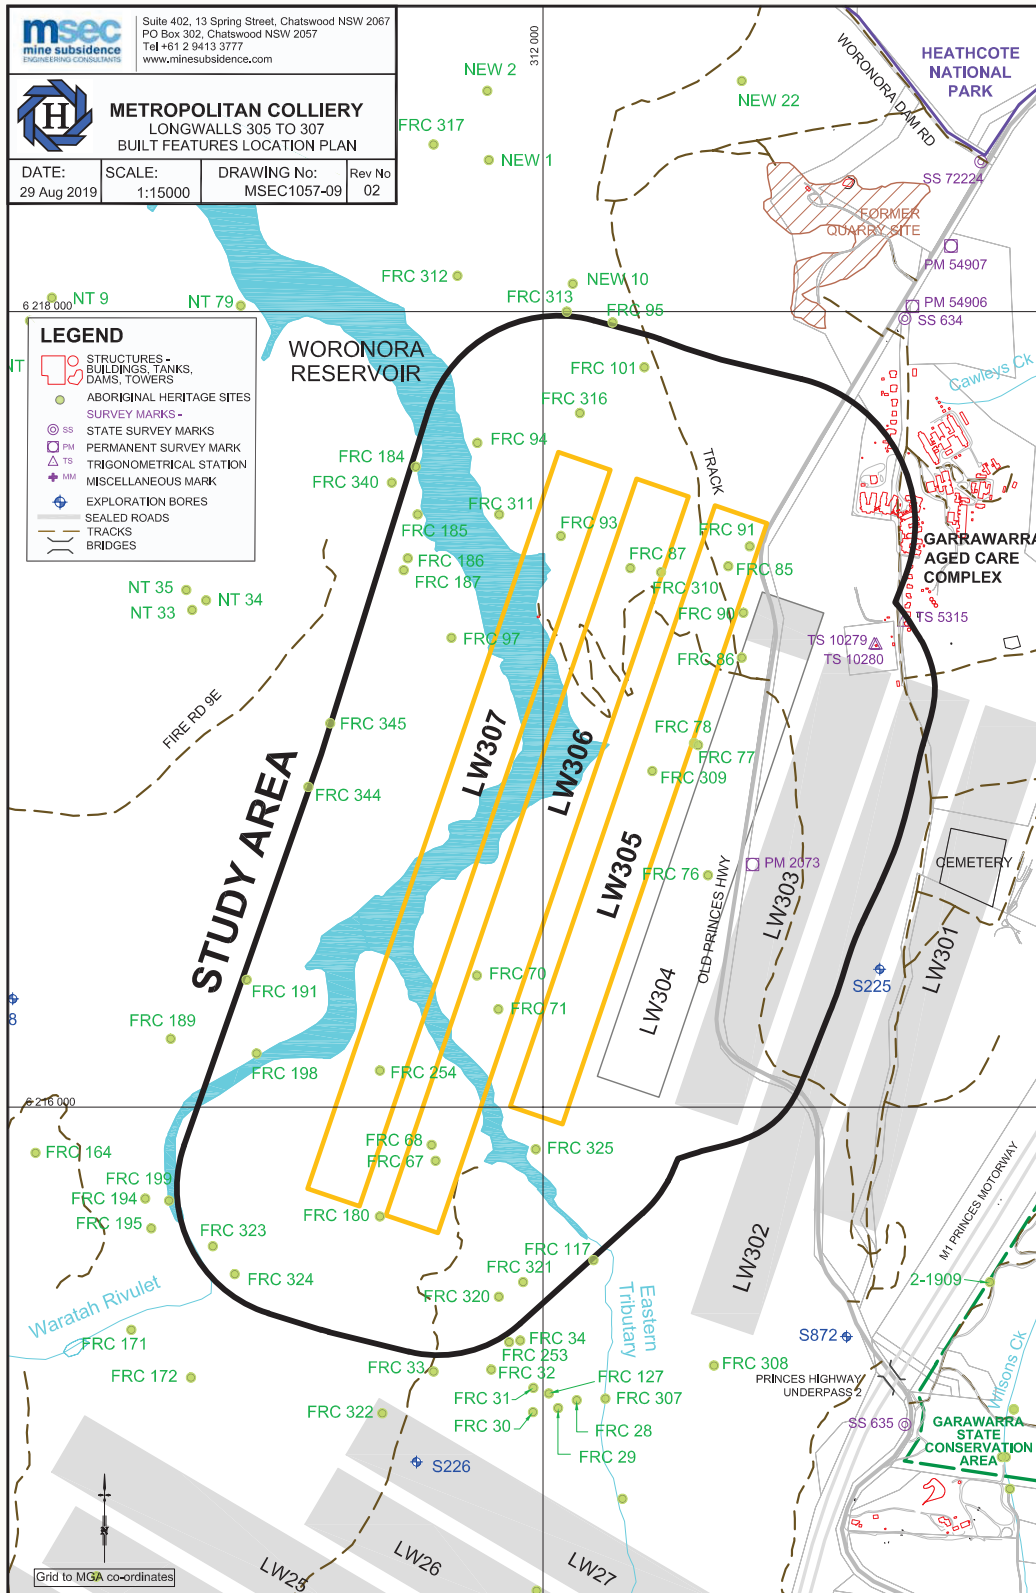 msec
mine subsidence
ENGINEERING CONSULTANTS
Suite 402, 13 Spring Street, Chatswood NSW 2067
PO Box 302, Chatswood NSW 2057
Tel +61 2 9413 3777
www.minesubsidence.com
H
METROPOLITAN COLLIERY
LONGWALLS 305 TO 307
BUILT FEATURES LOCATION PLAN
DATE:
29 Aug 2019
SCALE:
1:15000
DRAWING No:
MSEC1057-09
Rev No
02
312 000
NEW 2
FRC 317
NEW 1
NEW 22
WORONORA DAM RD
HEATHCOTE
NATIONAL
PARK
SS 72224
FORMER
QUARRY SITE
PM 54907
FRC 312
NEW 10
NT 9
NT 79
FRC 313
FRC 95
PM 54906
SS 634
6 218 000
NT
LEGEND
STRUCTURES -
BUILDINGS, TANKS,
DAMS, TOWERS
ABORIGINAL HERITAGE SITES
SURVEY MARKS -
SS STATE SURVEY MARKS
PM PERMANENT SURVEY MARK
TS TRIGONOMETRICAL STATION
MM MISCELLANEOUS MARK
EXPLORATION BORES
SEALED ROADS
TRACKS
BRIDGES
WORONORA
RESERVOIR
FRC 101
Cawleys Ck
FRC 316
FRC 94
FRC 184
TRACK
FRC 340
FRC 311
FRC 185
FRC 93
FRC 91
GARRAWARRA
AGED CARE
COMPLEX
FRC 186
FRC 87
FRC 85
FRC 187
FRC 310
NT 35
NT 34
NT 33
FRC 90
TS 5315
FRC 97
TS 10279
TS 10280
FRC 86
FIRE RD 9E
FRC 345
FRC 78
FRC 77
LW307
LW306
FRC 309
FRC 344
STUDY AREA
LW305
FRC 76
OLD PRINCES HWY
PM 2073
LW303
CEMETERY
LW301
FRC 70
S225
FRC 191
LW304
FRC 71
8
FRC 189
FRC 198
FRC 254
6 216 000
FRC 68
FRC 67
FRC 325
FRC 164
FRC 199
FRC 194
FRC 195
FRC 180
M1 PRINCES MOTORWAY
FRC 323
FRC 117
LW302
FRC 324
FRC 321
2-1909
FRC 320
Eastern
Tributary
Waratah Rivulet
FRC 171
FRC 34
S872
FRC 253
FRC 33
FRC 32
FRC 308
FRC 172
FRC 127
PRINCES HIGHWAY
UNDERPASS 2
Wilsons Ck
FRC 31
FRC 307
FRC 322
FRC 30
FRC 28
SS 635
GARAWARRA
STATE
CONSERVATION
AREA
FRC 29
S226
N
LW25
LW26
LW27
Grid to MGA co-ordinates